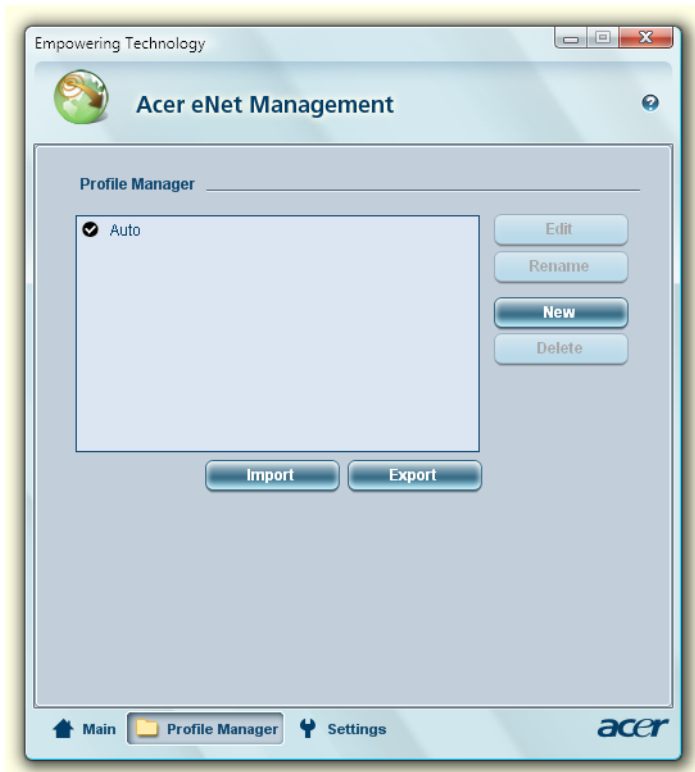 Empowering Technology
Acer eNet Management
Profile Manager
Auto
Edit
Rename
New
Delete
Import
Export
Main
Profile Manager
Settings
acer